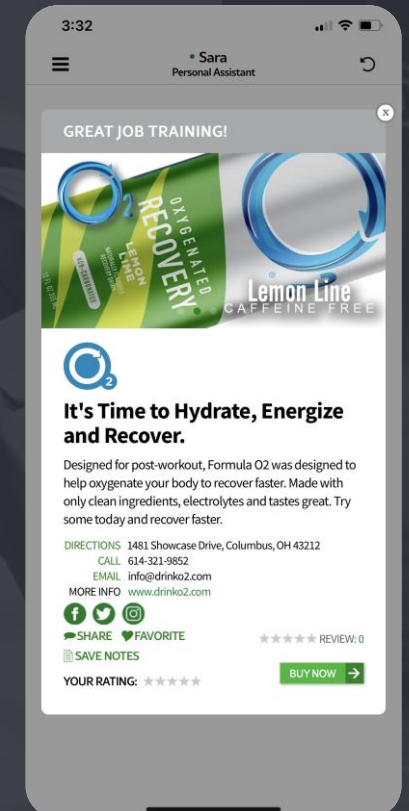 3:32
Sara
Personal Assistant
GREAT JOB TRAINING!
x
O2
OXYGENATED
RECOVERY
LEMON
LIME
NON-CARBONATED
Lemon Line
CAFFEINE FREE
2
It's Time to Hydrate, Energize
and Recover.
Designed for post-workout, Formula O2 was designed to
help oxygenate your body to recover faster. Made with
only clean ingredients, electrolytes and tastes great. Try
some today and recover faster.
DIRECTIONS 1481 Showcase Drive, Columbus, OH 43212
CALL 614-321-9852
EMAIL info@drinko2.com
MORE INFO www.drinko2.com
SHARE FAVORITE
REVIEW: 0
SAVE NOTES
YOUR RATING:
BUY NOW